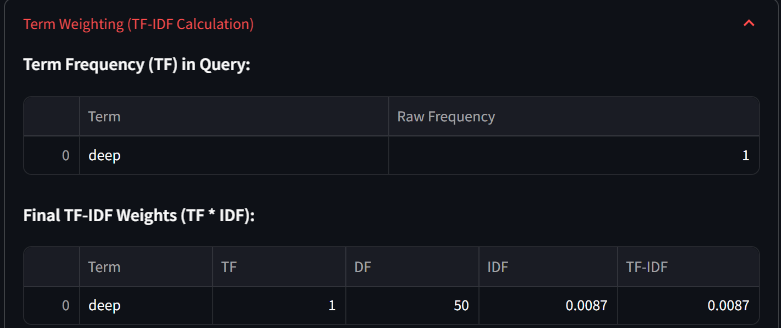 Term Weighting (TF-IDF Calculation)
Term Frequency (TF) in Query:
Term Raw Frequency
0 deep 1
Final TF-IDF Weights (TF * IDF):
Term TF DF IDF TF-IDF
0 deep 1 50 0.0087 0.0087